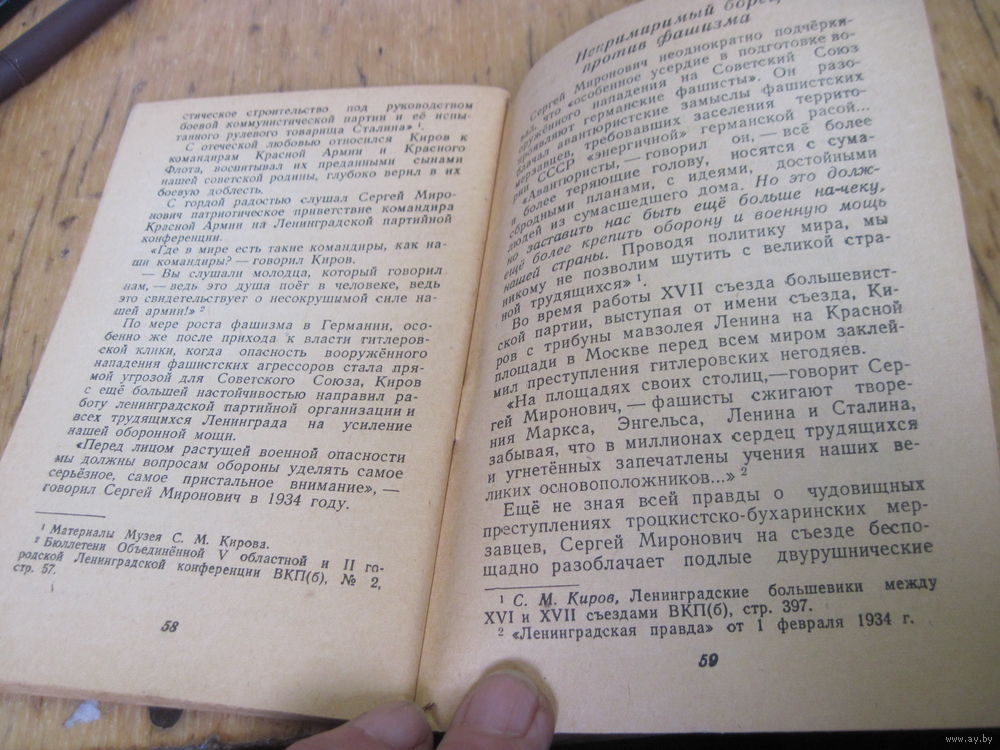 стическое строительство под руководством
боевой коммунистической партии и её испы-
танного рулевого товарища Сталина» ¹.
С отеческой любовью относился Киров к
командирам Красной Армии и Красного
Флота, воспитывал их преданными сынами
нашей советской родины, глубоко верил в их
боевую доблесть.
С гордой радостью слушал Сергей Миро-
нович патриотическое приветствие командира
Красной Армии на Ленинградской партийной
конференции.
«Где в мире есть такие командиры, как на-
ши командиры? — говорил Киров.
— Вы слушали молодца, который говорил
нам, — ведь это душа поёт в человеке, ведь
это свидетельствует о несокрушимой силе на-
шей армии!» ²
По мере роста фашизма в Германии, осо-
бенно же после прихода к власти гитлеров-
ской клики, когда опасность вооружённого
нападения фашистских агрессоров стала пря-
мой угрозой для Советского Союза, Киров
с ещё большей настойчивостью направил ра-
боту ленинградской партийной организации и
всех трудящихся Ленинграда на усиление
нашей оборонной мощи.
«Перед лицом растущей военной опасности
мы должны вопросам обороны уделять самое
серьёзное, самое пристальное внимание», —
говорил Сергей Миронович в 1934 году.
¹ Материалы Музея С. М. Кирова.
² Бюллетени Объединённой V областной и II го-
родской Ленинградской конференции ВКП(б), № 2,
стр. 57.
58
Непримиримый борец
против фашизма
Сергей Миронович неоднократно подчёрки-
что «особенное усердие в подготовке во-
оружённого нападения на Советский Союз
проявляют германские фашисты». Он разо-
блачал авантюристские замыслы фашистских
мерзавцев, требовавших заселения террито-
рии СССР «энергичной» германской расой...
«Авантюристы, — говорил он, — всё более
и более теряющие голову, носятся с сума-
сбродными планами, с идеями, достойными
людей из сумасшедшего дома. Но это долж-
но заставить нас быть ещё больше на-чеку,
ещё более крепить оборону и военную мощь
нашей страны. Проводя политику мира, мы
никому не позволим шутить с великой стра-
ной трудящихся» ¹.
Во время работы XVII съезда большевист-
ской партии, выступая от имени съезда, Ки-
ров с трибуны мавзолея Ленина на Красной
площади в Москве перед всем миром заклей-
мил преступления гитлеровских негодяев.
«На площадях своих столиц,—говорит Сер-
гей Миронович, — фашисты сжигают творе-
ния Маркса, Энгельса, Ленина и Сталина,
забывая, что в миллионах сердец трудящихся
и угнетённых запечатлены учения наших ве-
ликих основоположников...» ²
Ещё не зная всей правды о чудовищных
преступлениях троцкистско-бухаринских мер-
завцев, Сергей Миронович на съезде беспо-
щадно разоблачает подлые двурушнические
¹ С. М. Киров, Ленинградские большевики между
XVI и XVII съездами ВКП(б), стр. 397.
² «Ленинградская правда» от 1 февраля 1934 г.
59
www.ay.by